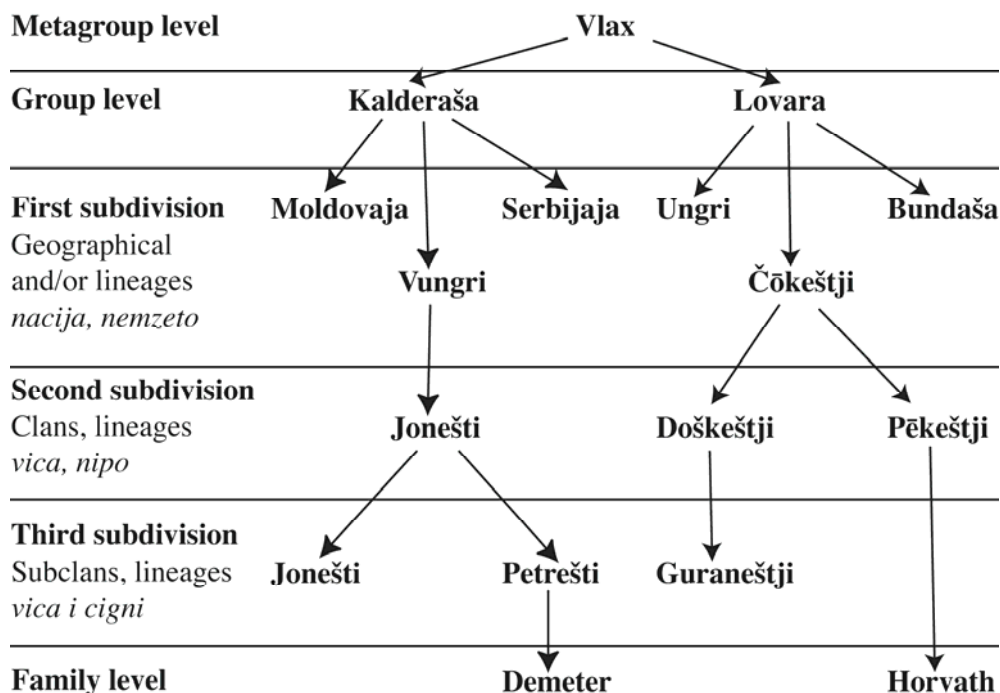 Metagroup level Vlax
Group level Kalderaša Lovara
First subdivision Moldovaja Serbijaja Ungri Bundaša
Geographical
and/or lineages Vungri Čōkeštji
nacija, nemzeto
Second subdivision
Clans, lineages Jonešti Doškeštji Pēkeštji
vica, nipo
Third subdivision
Subclans, lineages Jonešti Petrešti Guraneštji
vica i cigni
Family level Demeter Horvath